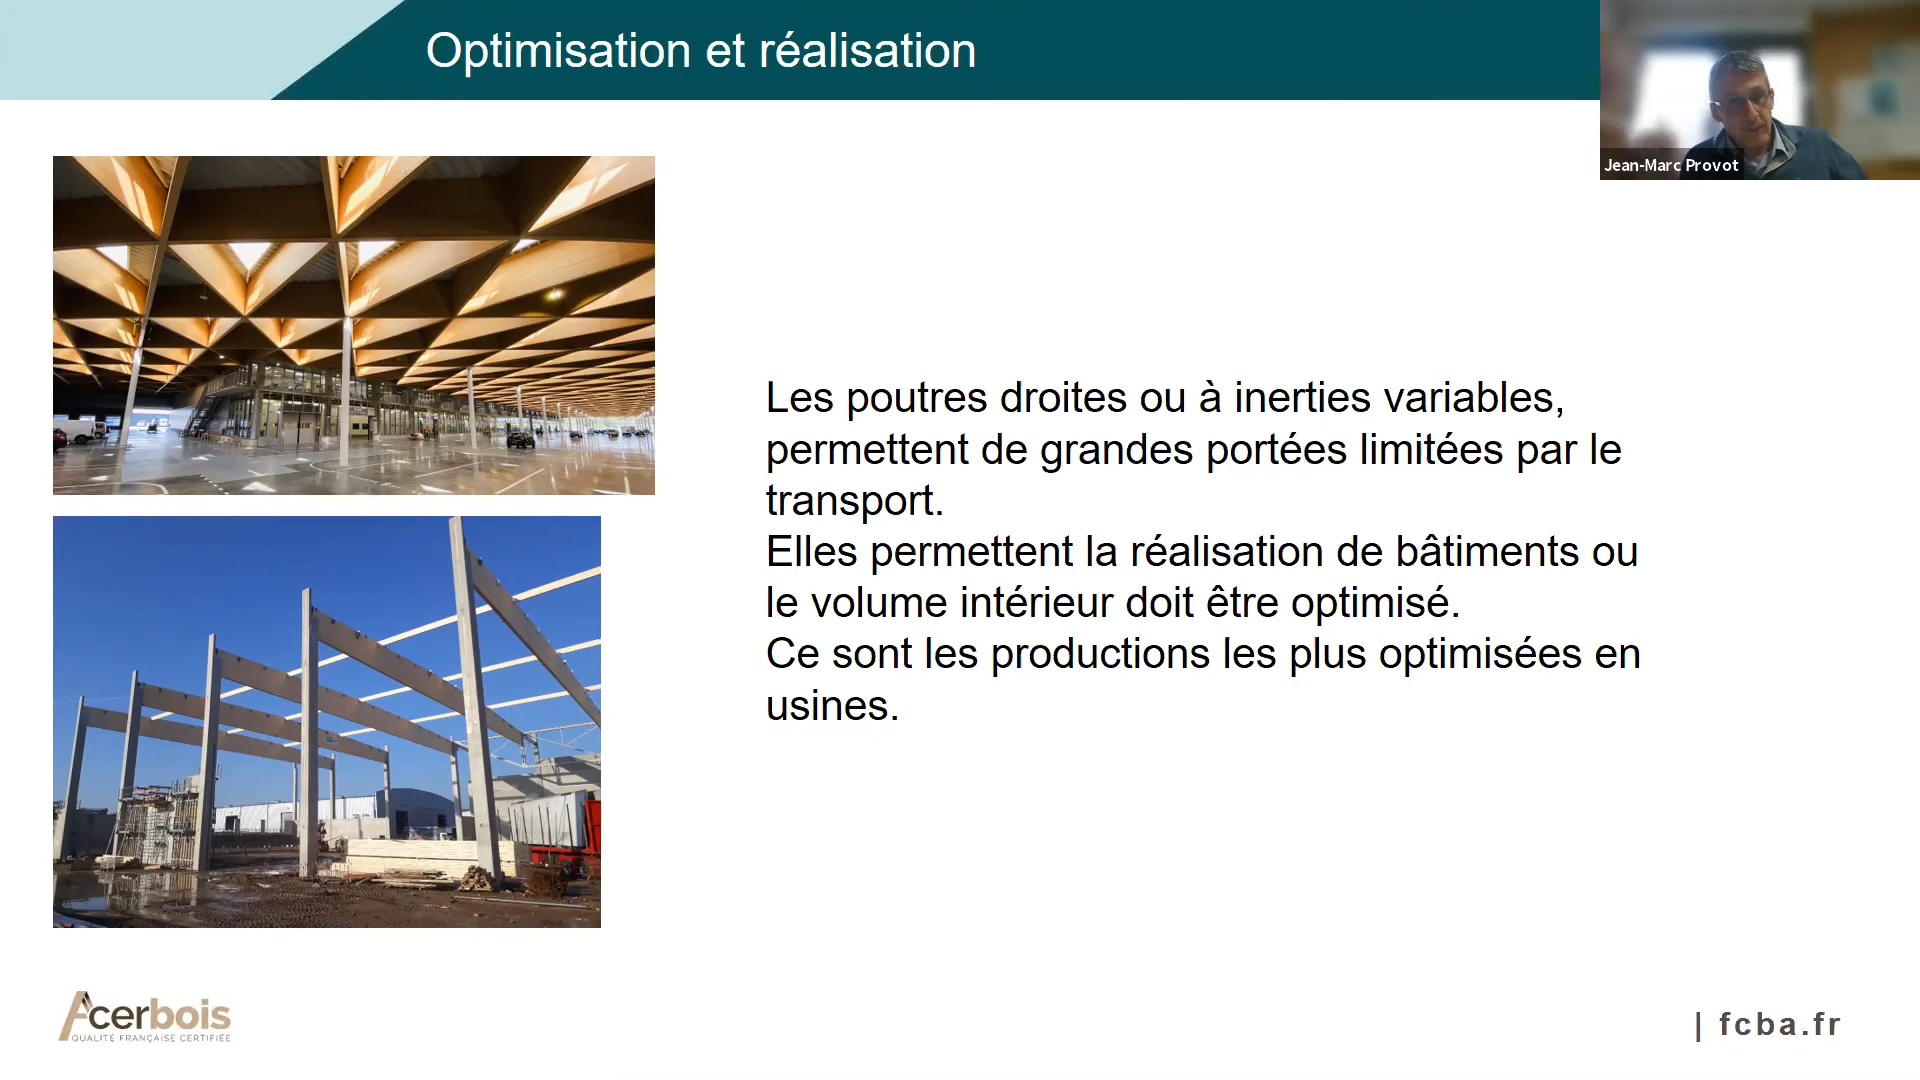 Optimisation et réalisation
Jean-Marc Provot
Les poutres droites ou à inerties variables,
permettent de grandes portées limitées par le
transport.
Elles permettent la réalisation de bâtiments ou
le volume intérieur doit être optimisé.
Ce sont les productions les plus optimisées en
usines.
Acerbois
QUALITÉ FRANÇAISE CERTIFIÉE
| fcba.fr